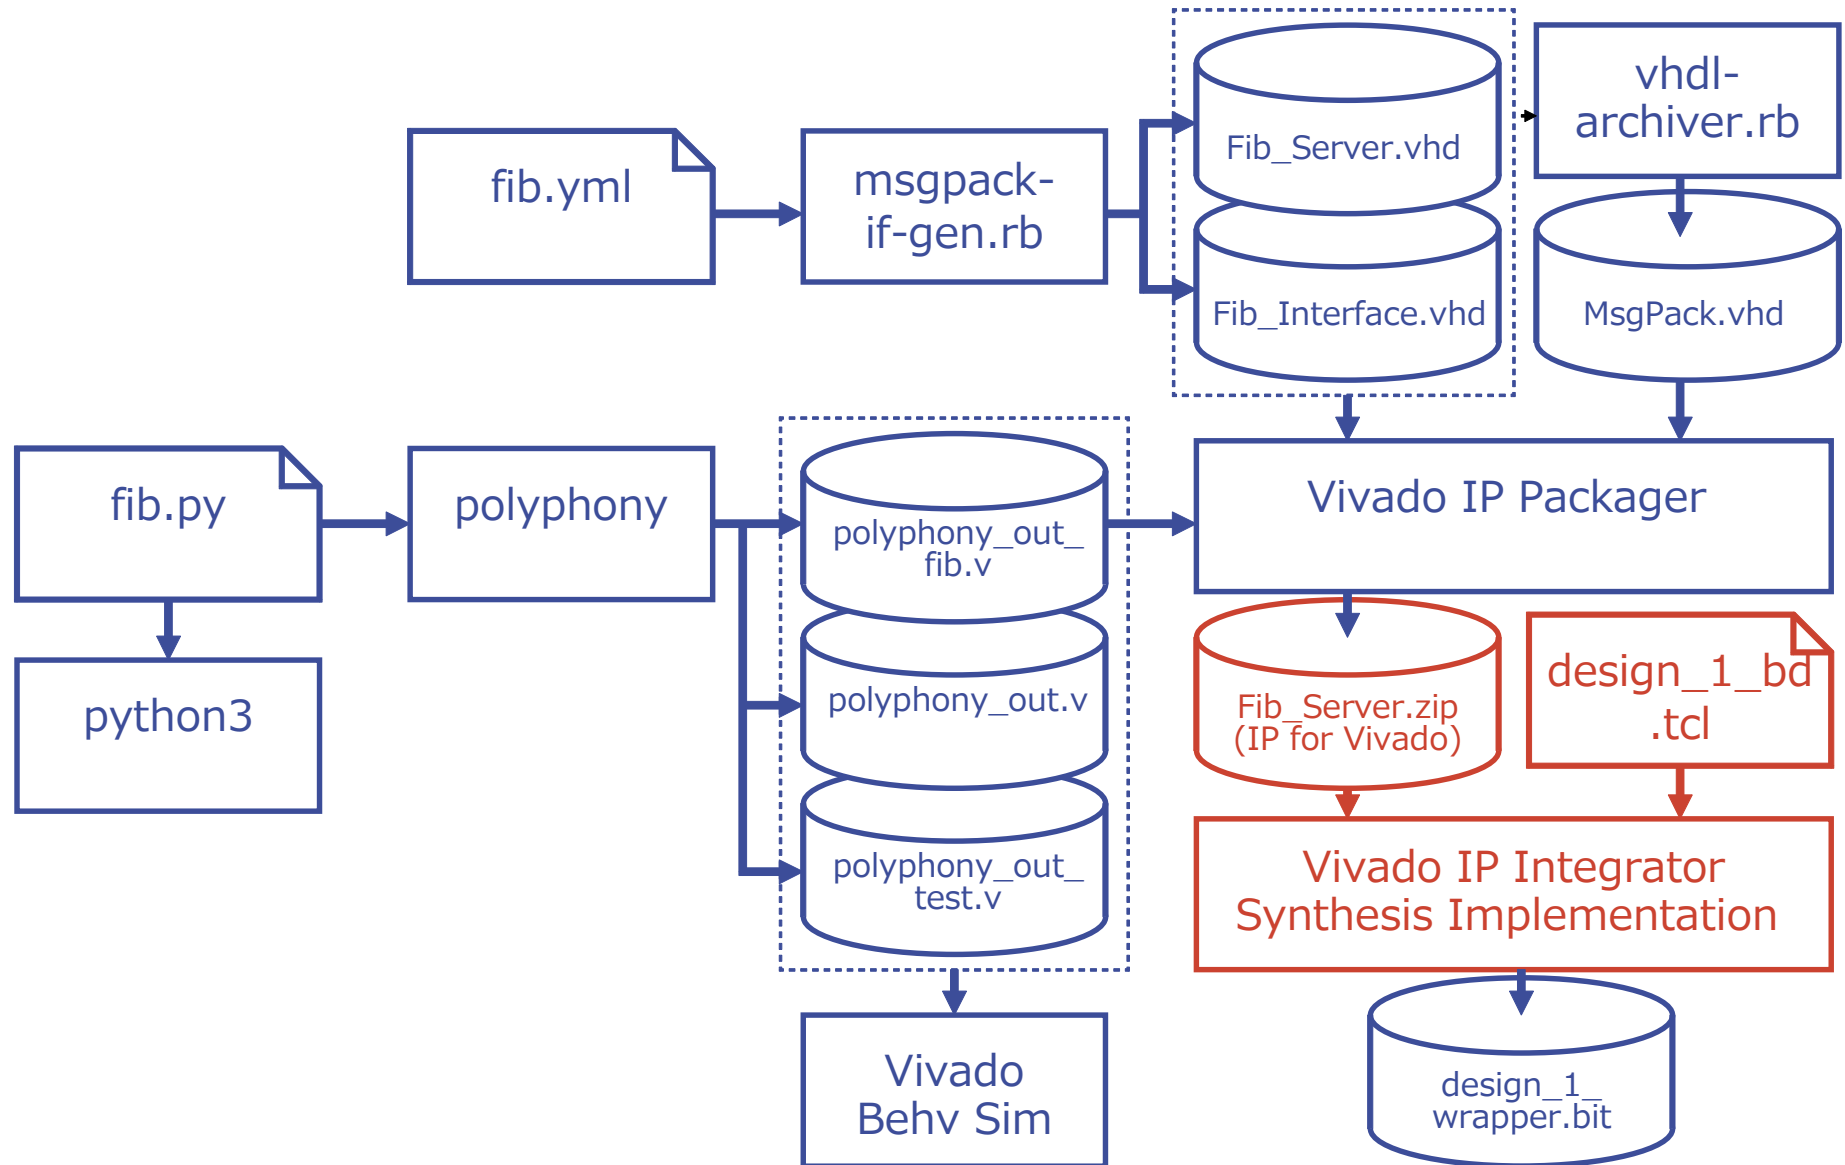 vhdl-
archiver.rb
fib.yml
msgpack-
if-gen.rb
Fib_Server.vhd
Fib_Interface.vhd
MsgPack.vhd
fib.py
polyphony
polyphony_out_
fib.v
Vivado IP Packager
python3
polyphony_out.v
Fib_Server.zip
(IP for Vivado)
design_1_bd
.tcl
polyphony_out_
test.v
Vivado IP Integrator
Synthesis Implementation
Vivado
Behv Sim
design_1_
wrapper.bit